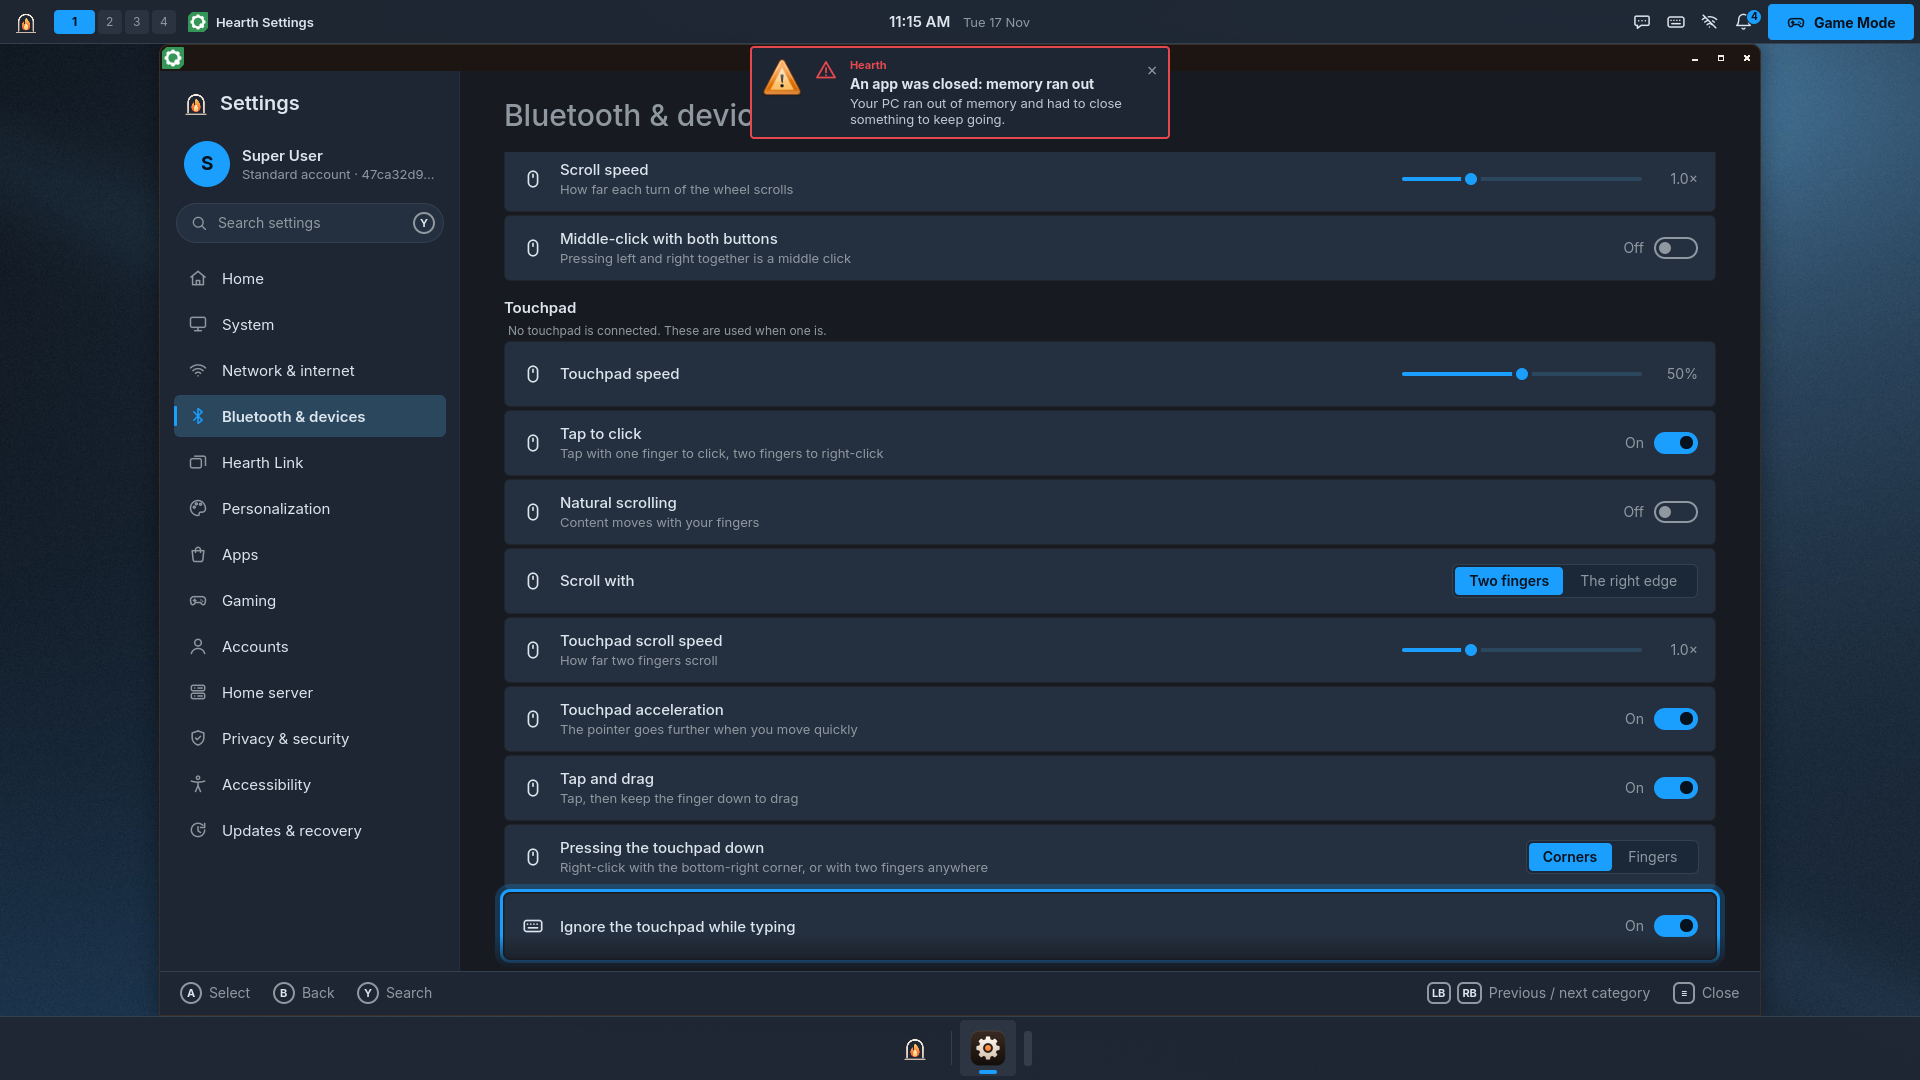 1 2 3 4 Hearth Settings 11:15 AM Tue 17 Nov 4 Game Mode
Hearth
An app was closed: memory ran out
Your PC ran out of memory and had to close
something to keep going.
Settings
Super User
Standard account · 47ca32d9...
S
Search settings Y
Home
System
Network & internet
Bluetooth & devices
Hearth Link
Personalization
Apps
Gaming
Accounts
Home server
Privacy & security
Accessibility
Updates & recovery
Bluetooth & devic
Scroll speed
How far each turn of the wheel scrolls
1.0×
Middle-click with both buttons
Pressing left and right together is a middle click
Off
Touchpad
No touchpad is connected. These are used when one is.
Touchpad speed
50%
Tap to click
Tap with one finger to click, two fingers to right-click
On
Natural scrolling
Content moves with your fingers
Off
Scroll with
Two fingers The right edge
Touchpad scroll speed
How far two fingers scroll
1.0×
Touchpad acceleration
The pointer goes further when you move quickly
On
Tap and drag
Tap, then keep the finger down to drag
On
Pressing the touchpad down
Right-click with the bottom-right corner, or with two fingers anywhere
Corners Fingers
Ignore the touchpad while typing
On
A Select B Back Y Search LB RB Previous / next category Close